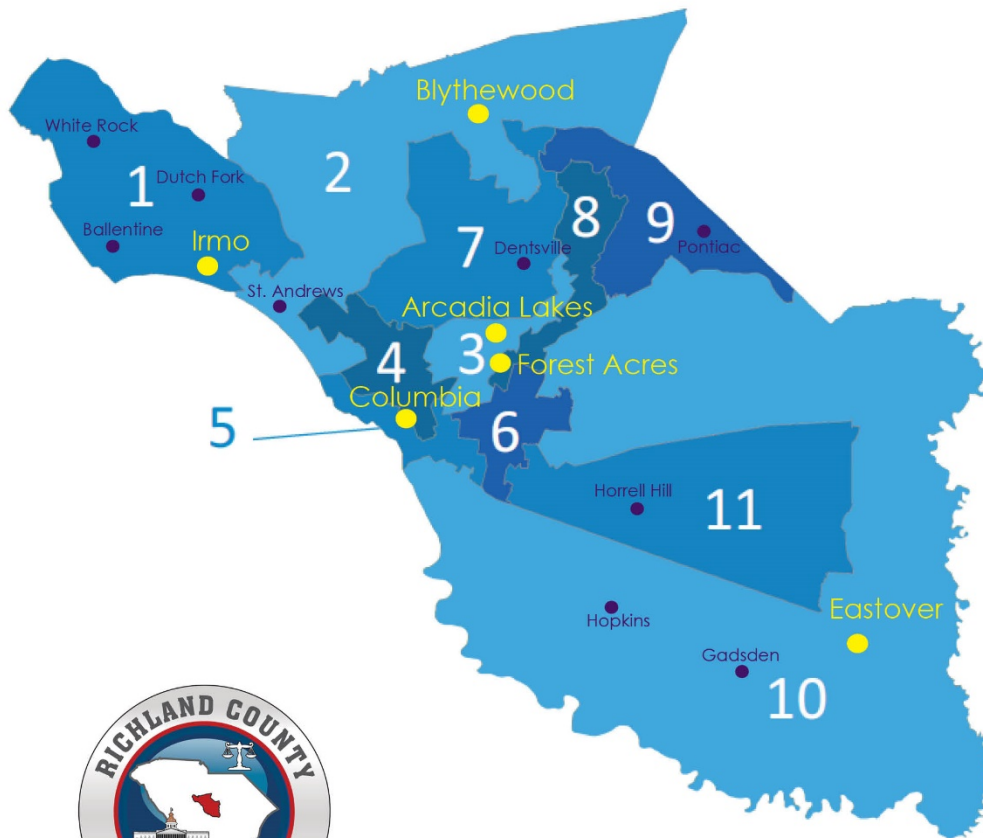 Blythewood
White Rock
1
Dutch Fork
2
8
9
Ballentine
Irmo
7
Dentsville
Pontiac
St. Andrews
Arcadia Lakes
4
3
Forest Acres
Columbia
5
6
Horrell Hill
11
Hopkins
Eastover
Gadsden
10
RICHLAND COUNTY